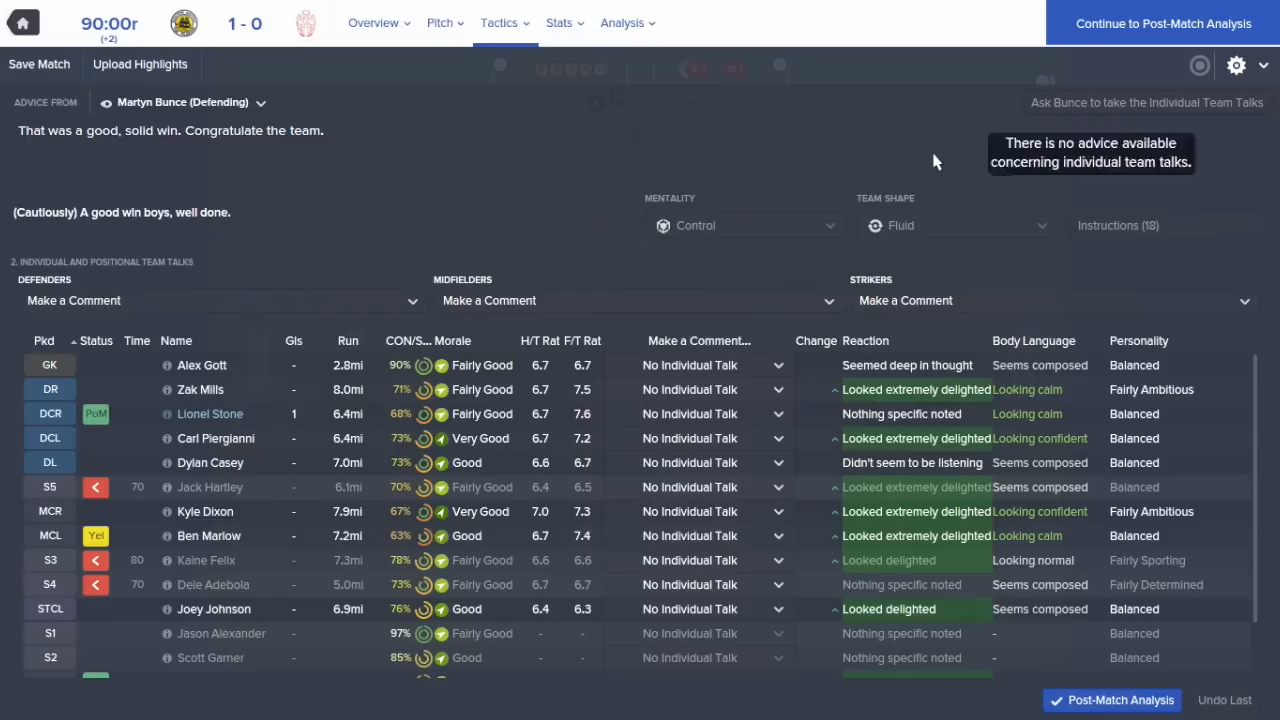 90:00r
(+2)
1 - 0
Overview
Pitch
Tactics
Stats
Analysis
Continue to Post-Match Analysis
Save Match
Upload Highlights
ADVICE FROM
Martyn Bunce (Defending)
Ask Bunce to take the Individual Team Talks
That was a good, solid win. Congratulate the team.
There is no advice available
concerning individual team talks.
MENTALITY
TEAM SHAPE
(Cautiously) A good win boys, well done.
Control
Fluid
Instructions (18)
2. INDIVIDUAL AND POSITIONAL TEAM TALKS
DEFENDERS
MIDFIELDERS
STRIKERS
Make a Comment
Make a Comment
Make a Comment
Pkd Status Time Name Gls Run CON/S... Morale H/T Rat F/T Rat Make a Comment... Change Reaction Body Language Personality
GK Alex Gott - 2.8mi 90% Fairly Good 6.7 6.7 No Individual Talk Seemed deep in thought Seems composed Balanced
DR Zak Mills - 8.0mi 71% Fairly Good 6.7 7.5 No Individual Talk Looked extremely delighted Looking calm Fairly Ambitious
DCR PoM Lionel Stone 1 6.4mi 68% Fairly Good 6.7 7.6 No Individual Talk Nothing specific noted Looking calm Balanced
DCL Carl Piergianni - 6.4mi 73% Very Good 6.7 7.2 No Individual Talk Looked extremely delighted Looking confident Balanced
DL Dylan Casey - 7.0mi 73% Good 6.6 6.7 No Individual Talk Didn't seem to be listening Seems composed Balanced
S5 70 Jack Hartley - 6.1mi 70% Fairly Good 6.4 6.5 No Individual Talk Looked extremely delighted Seems composed Balanced
MCR Kyle Dixon - 7.9mi 67% Very Good 7.0 7.3 No Individual Talk Looked extremely delighted Looking confident Fairly Ambitious
MCL Yel Ben Marlow - 7.2mi 63% Good 6.7 7.4 No Individual Talk Looked extremely delighted Looking calm Balanced
S3 80 Kaine Felix - 7.3mi 78% Fairly Good 6.6 6.6 No Individual Talk Looked delighted Looking normal Fairly Sporting
S4 70 Dele Adebola - 5.0mi 73% Fairly Good 6.7 6.7 No Individual Talk Nothing specific noted Seems composed Fairly Determined
STCL Joey Johnson - 6.9mi 76% Good 6.4 6.3 No Individual Talk Looked delighted Seems composed Balanced
S1 Jason Alexander - 97% Fairly Good - - No Individual Talk Nothing specific noted - Balanced
S2 Scott Garner - 85% Good - - No Individual Talk Nothing specific noted - Balanced
Post-Match Analysis
Undo Last